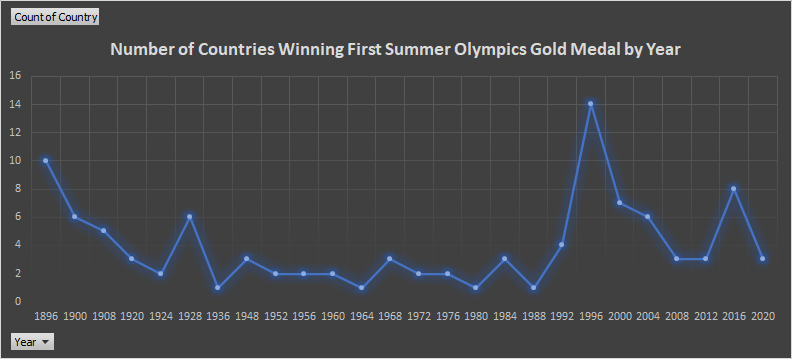 Count of Country
Number of Countries Winning First Summer Olympics Gold Medal by Year
16
14
12
10
8
6
4
2
0
1896 1900 1908 1920 1924 1928 1936 1948 1952 1956 1960 1964 1968 1972 1976 1980 1984 1988 1992 1996 2000 2004 2008 2012 2016 2020
Year